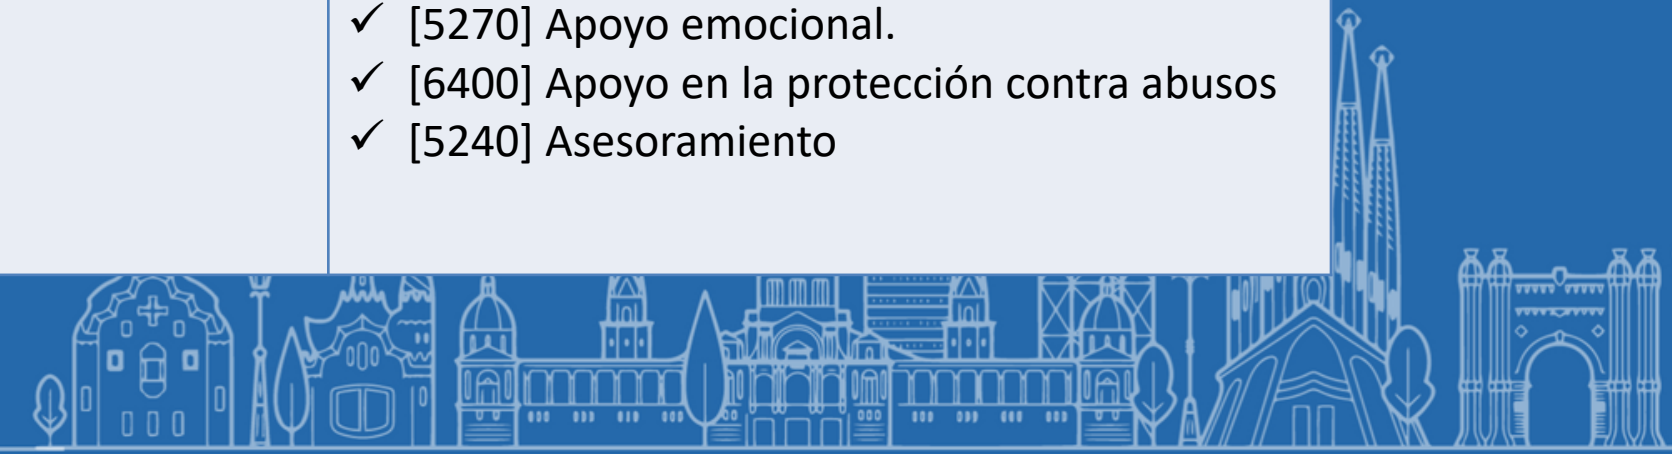 ✓ [5270] Apoyo emocional.
✓ [6400] Apoyo en la protección contra abusos
✓ [5240] Asesoramiento